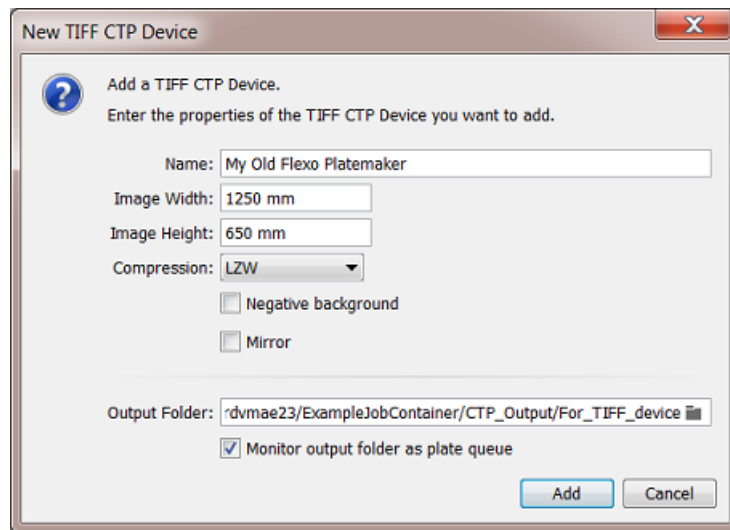 New TIFF CTP Device
Add a TIFF CTP Device.
Enter the properties of the TIFF CTP Device you want to add.
Name: My Old Flexo Platemaker
Image Width: 1250 mm
Image Height: 650 mm
Compression: LZW
Negative background
Mirror
Output Folder: rdvmae23/ExampleJobContainer/CTP_Output/For_TIFF_device
Monitor output folder as plate queue
Add Cancel